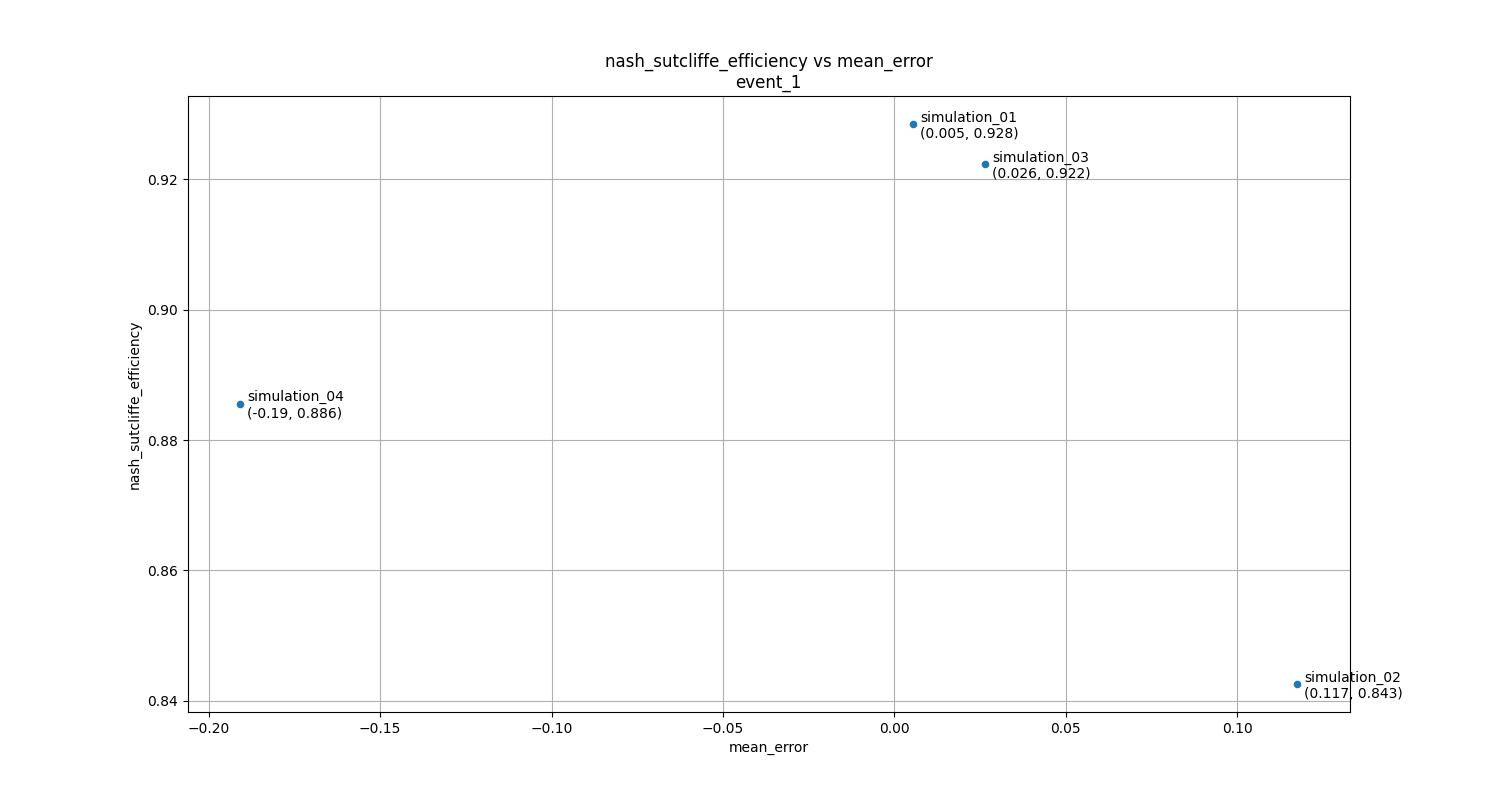 nash_sutcliffe_efficiency vs mean_error
event_1
simulation_01
(0.005, 0.928)
simulation_03
(0.026, 0.922)
0.92
0.90
nash_sutcliffe_efficiency
simulation_04
(-0.19, 0.886)
0.88
0.86
simulation_02
(0.117, 0.843)
0.84
−0.20
−0.15
−0.10
−0.05
0.00
0.05
0.10
mean_error